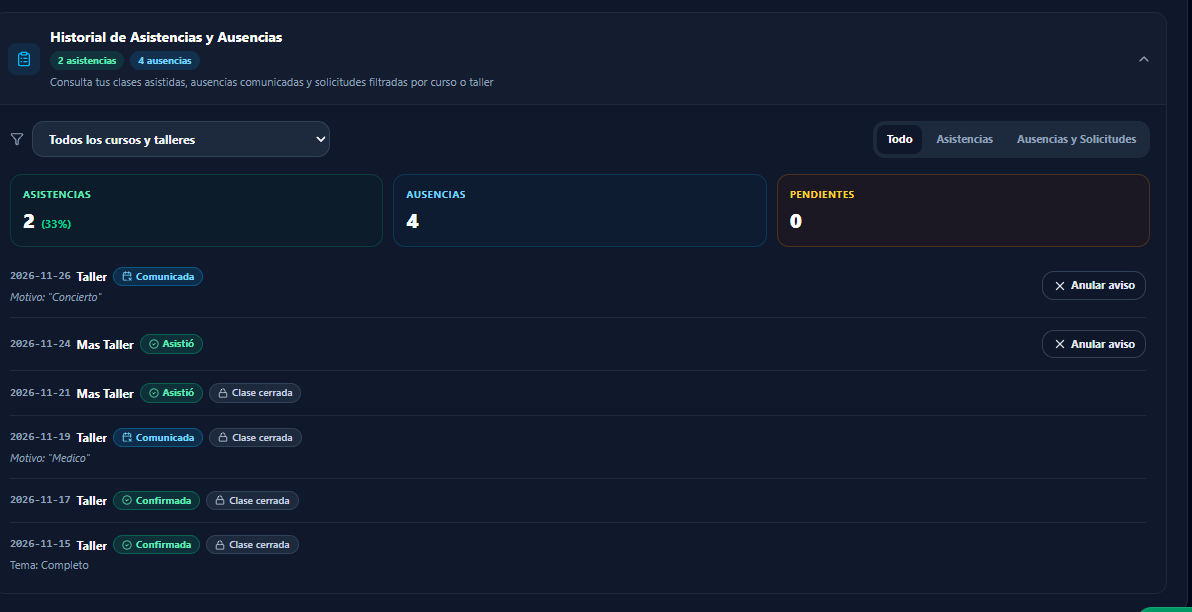 Historial de Asistencias y Ausencias
2 asistencias 4 ausencias
Consulta tus clases asistidas, ausencias comunicadas y solicitudes filtradas por curso o taller
Todos los cursos y talleres Todo Asistencias Ausencias y Solicitudes
ASISTENCIAS AUSENCIAS PENDIENTES
2 (33%) 4 0
2026-11-26 Taller Comunicada Anular aviso
Motivo: "Concierto"
2026-11-24 Mas Taller Asistió Anular aviso
2026-11-21 Mas Taller Asistió Clase cerrada
2026-11-19 Taller Comunicada Clase cerrada
Motivo: "Medico"
2026-11-17 Taller Confirmada Clase cerrada
2026-11-15 Taller Confirmada Clase cerrada
Tema: Completo